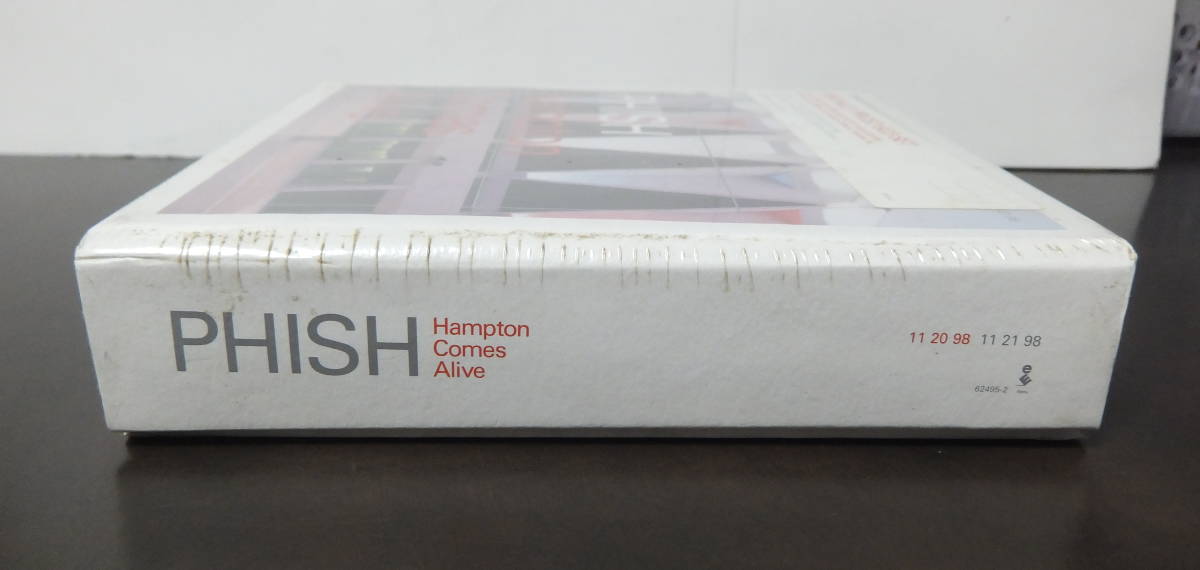 PHISH
Hampton
Comes
Alive
11 20 98 11 21 98
62495-2